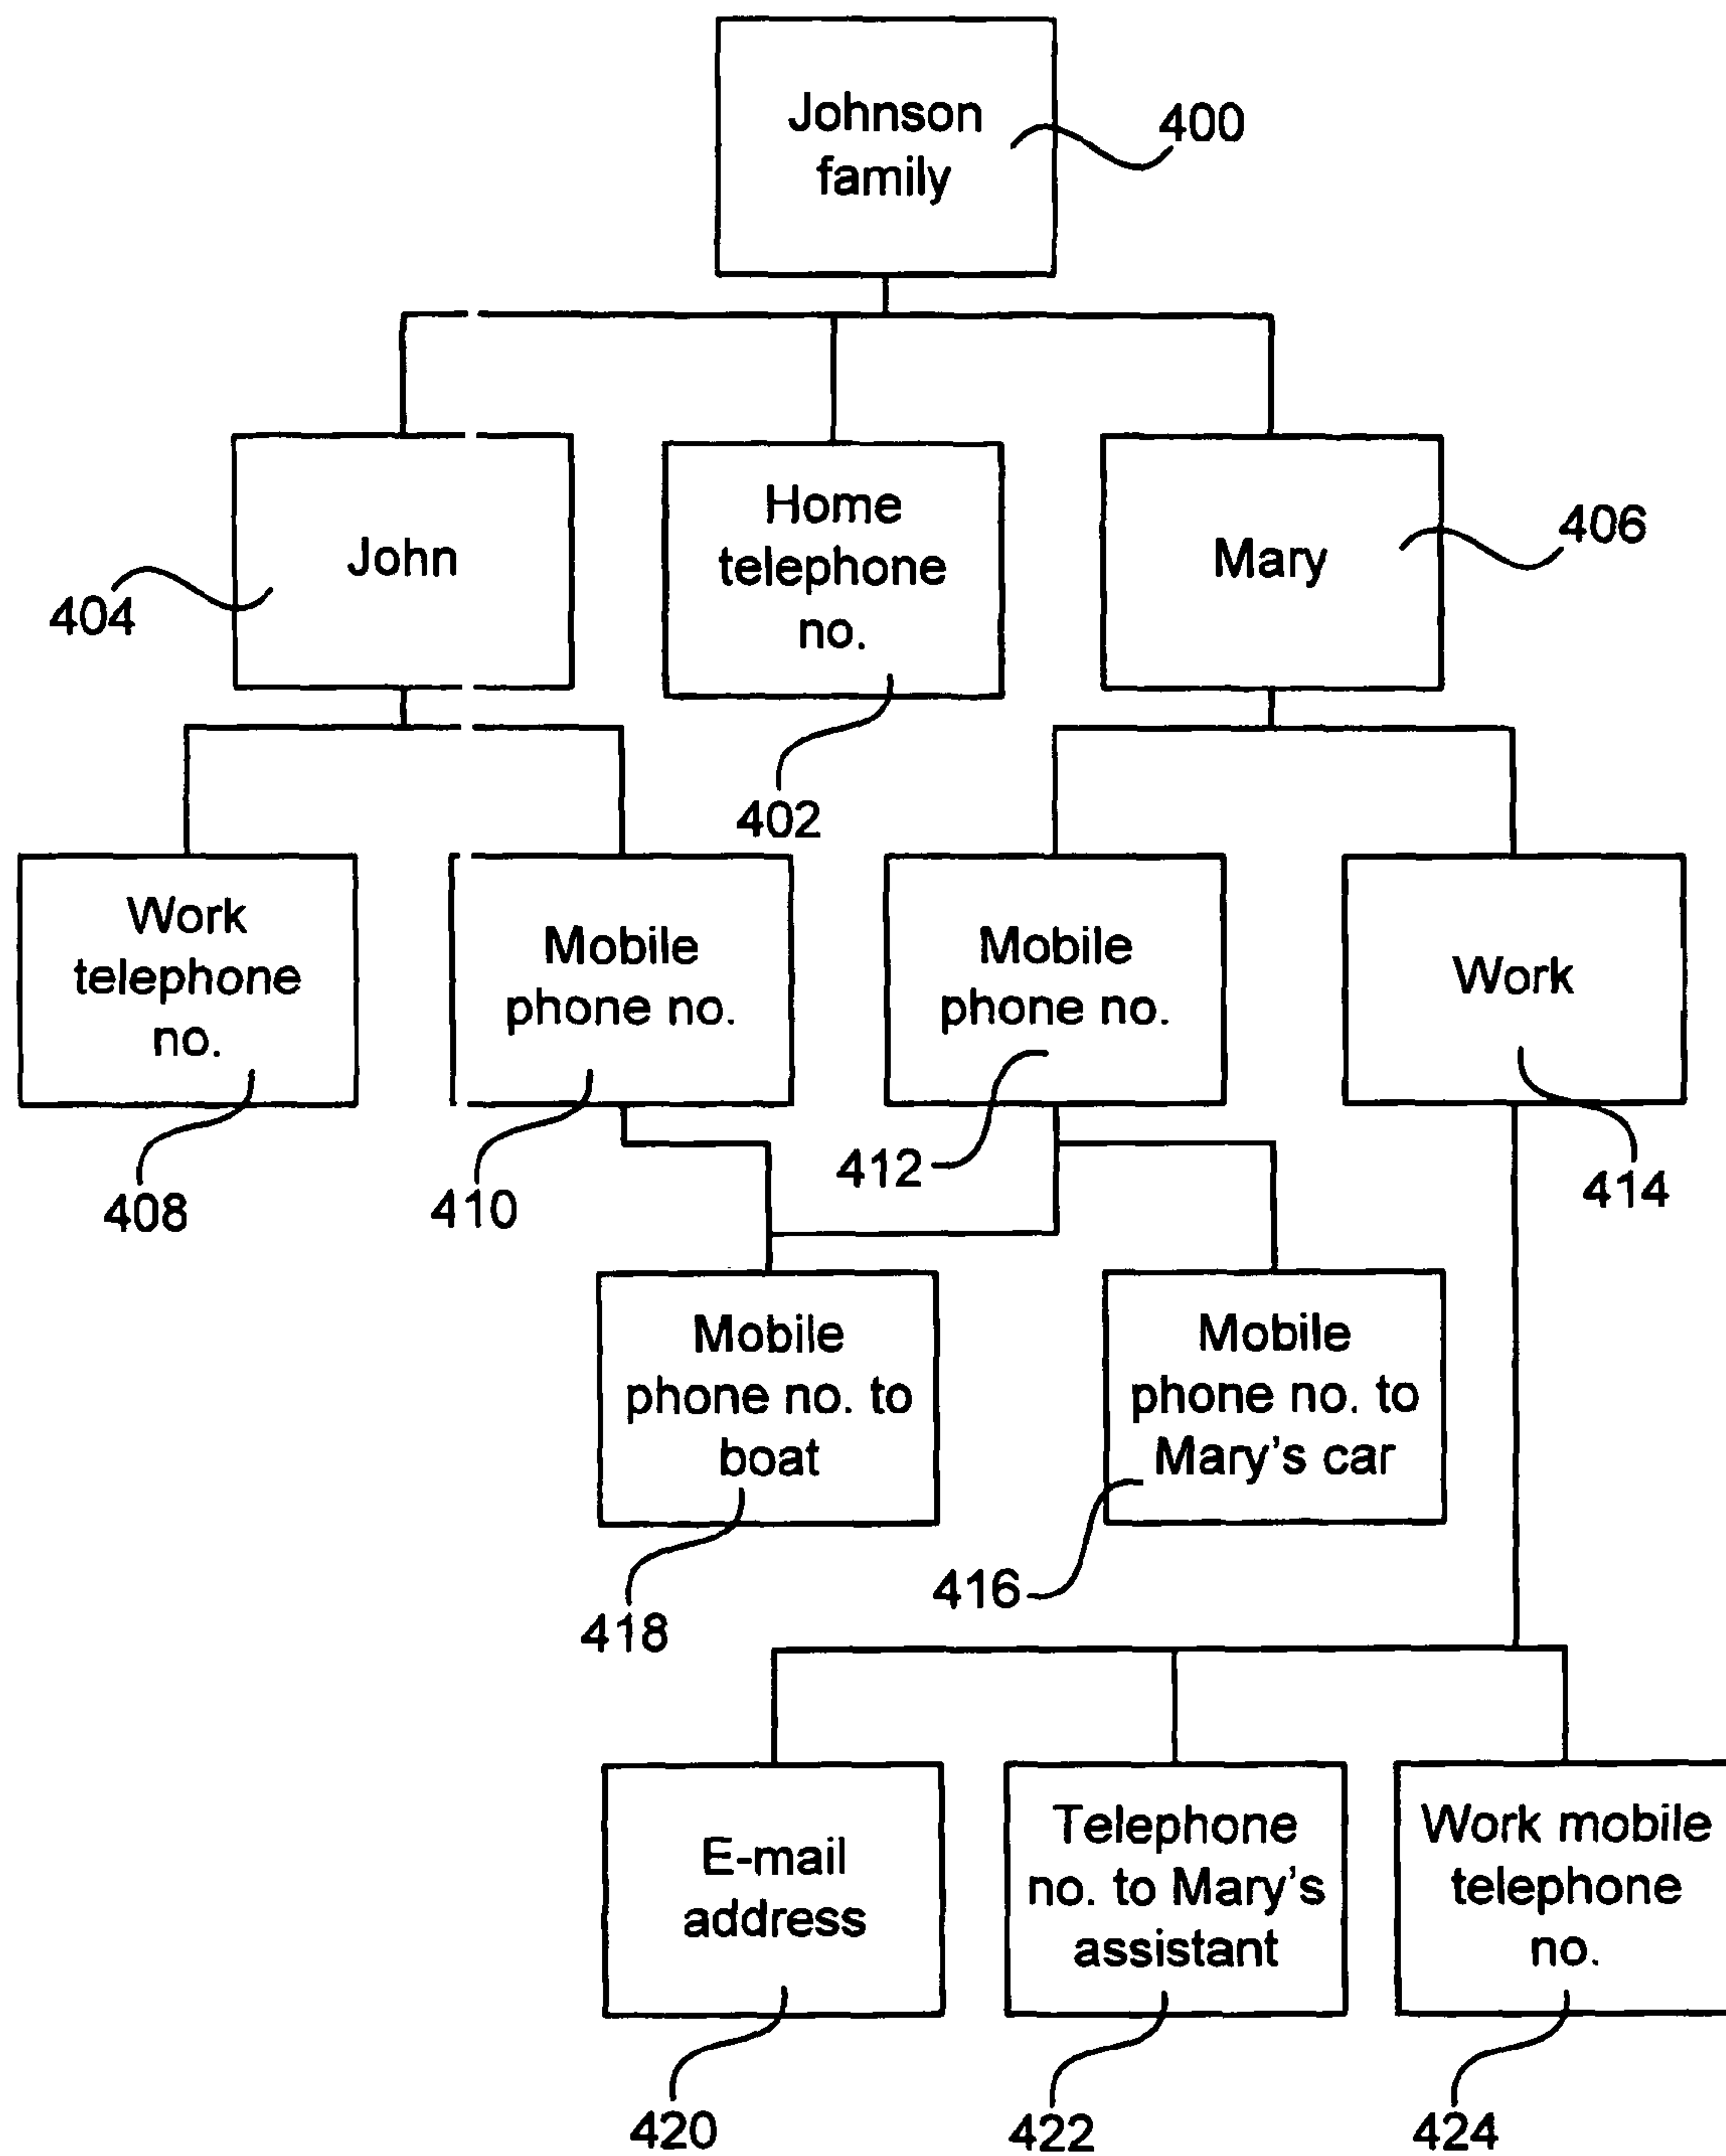 Johnson
family
400
John
404
Home
telephone
no.
402
Mary
406
Work
telephone
no.
408
Mobile
phone no.
410
Mobile
phone no.
412
Work
414
Mobile
phone no. to
boat
418
Mobile
phone no. to
Mary's car
416
E-mail
address
420
Telephone
no. to Mary's
assistant
422
Work mobile
telephone
no.
424